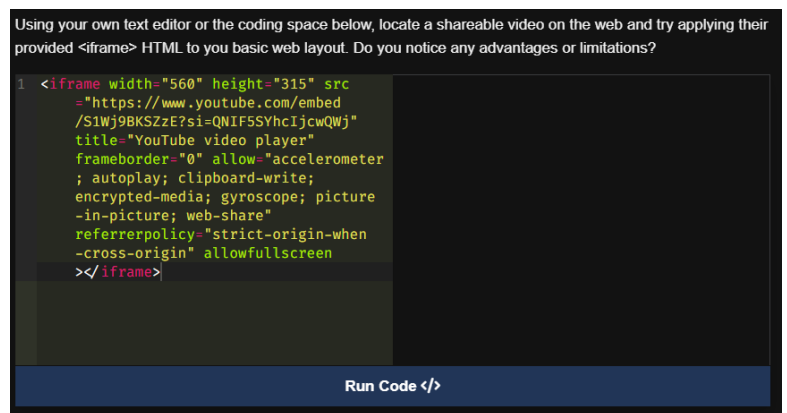 Using your own text editor or the coding space below, locate a shareable video on the web and try applying their
provided <iframe> HTML to you basic web layout. Do you notice any advantages or limitations?
1 <iframe width="560" height="315" src
="https://www.youtube.com/embed
/S1Wj9BKSZzE?si=QNIF5SYhcIjcwQWj"
title="YouTube video player"
frameborder="0" allow="accelerometer
; autoplay; clipboard-write;
encrypted-media; gyroscope; picture
-in-picture; web-share"
referrerpolicy="strict-origin-when
-cross-origin" allowfullscreen
></iframe>
Run Code </>